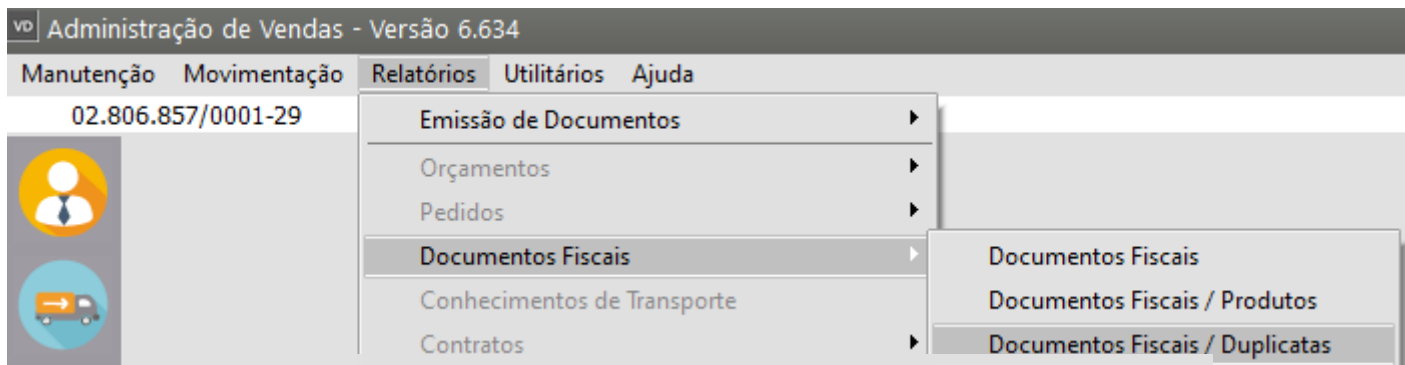 VD Administração de Vendas - Versão 6.634
Manutenção Movimentação Relatórios Utilitários Ajuda
02.806.857/0001-29
Emissão de Documentos
Orçamentos
Pedidos
Documentos Fiscais
Conhecimentos de Transporte
Contratos
Documentos Fiscais
Documentos Fiscais / Produtos
Documentos Fiscais / Duplicatas